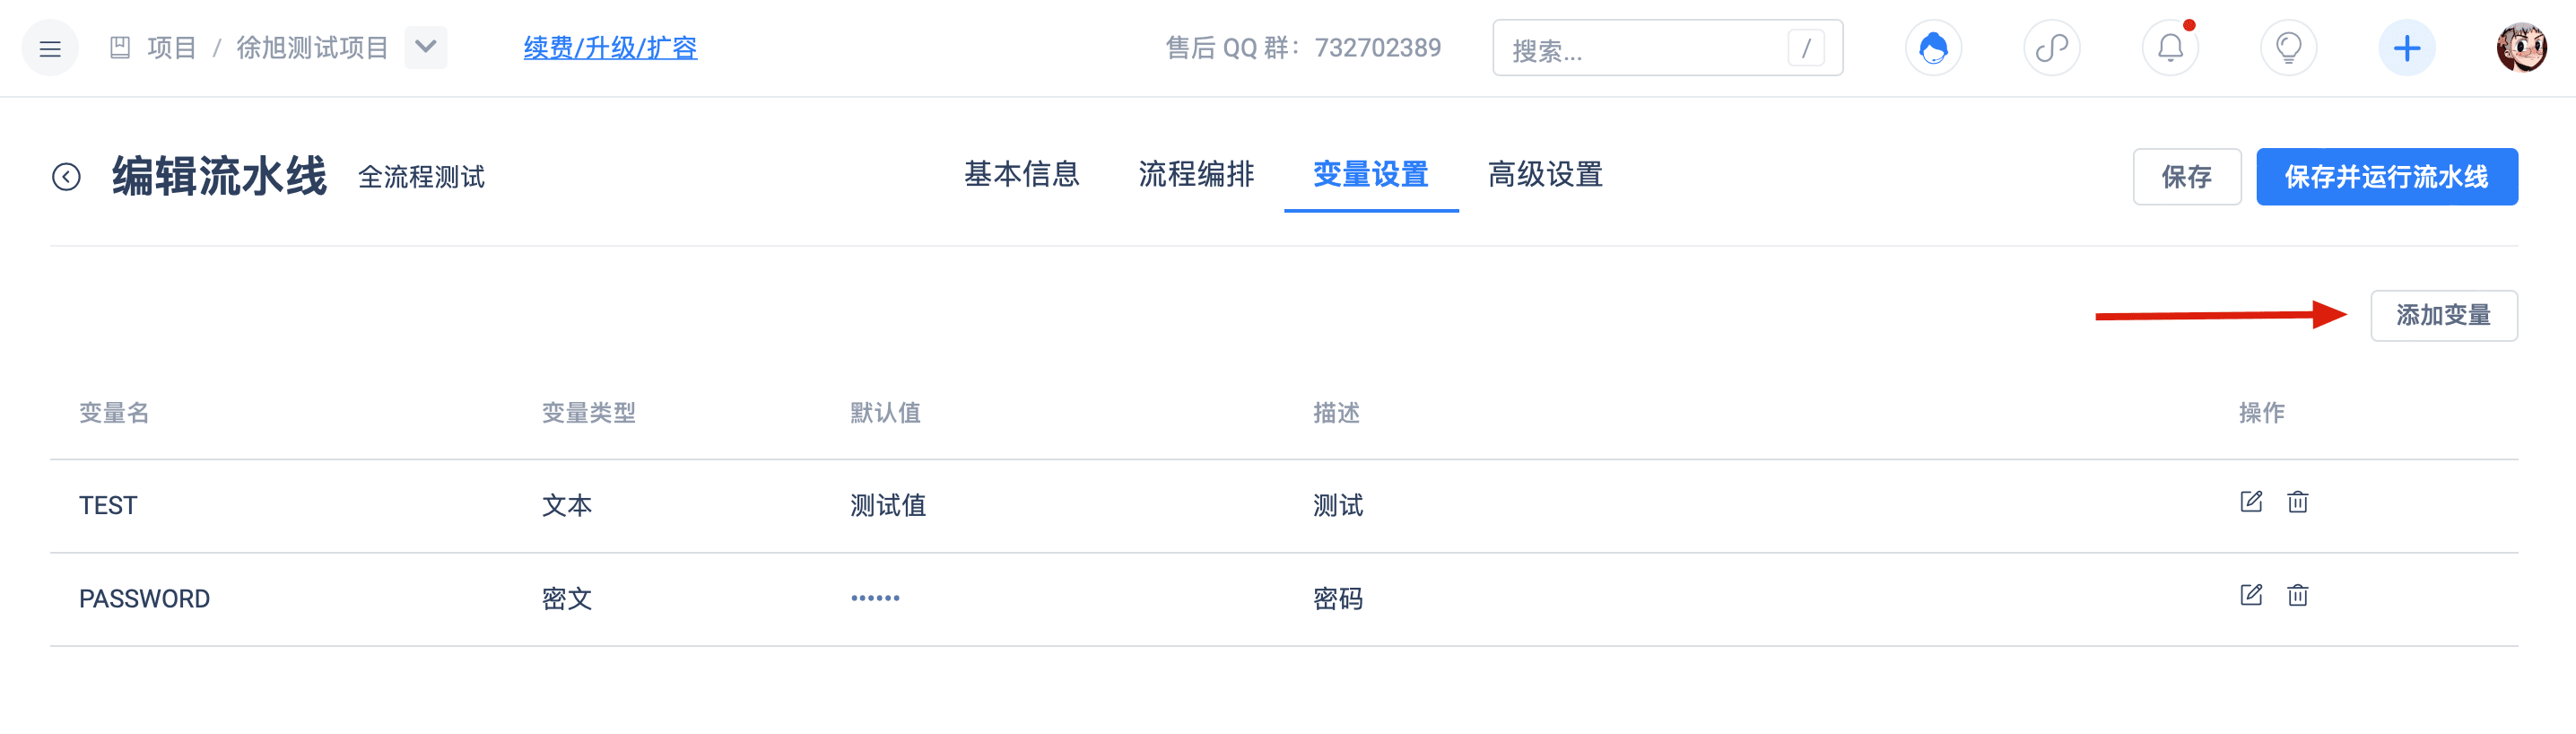 项目 / 徐旭测试项目 续费/升级/扩容 售后 QQ 群：732702389 搜索... /
编辑流水线 全流程测试 基本信息 流程编排 变量设置 高级设置 保存 保存并运行流水线
添加变量
变量名 变量类型 默认值 描述 操作
TEST 文本 测试值 测试
PASSWORD 密文 •••••• 密码